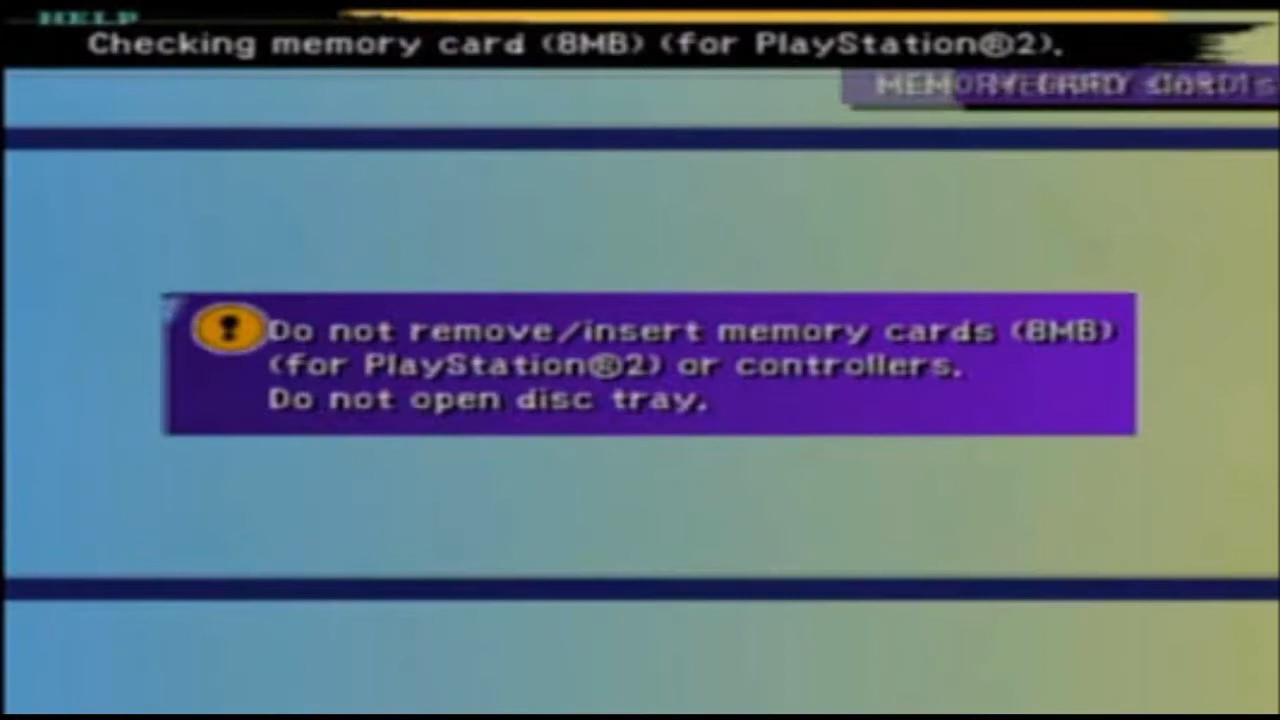 HELP
Checking memory card (8MB) (for PlayStation®2).
Do not remove/insert memory cards (8MB)
(for PlayStation®2) or controllers.
Do not open disc tray.